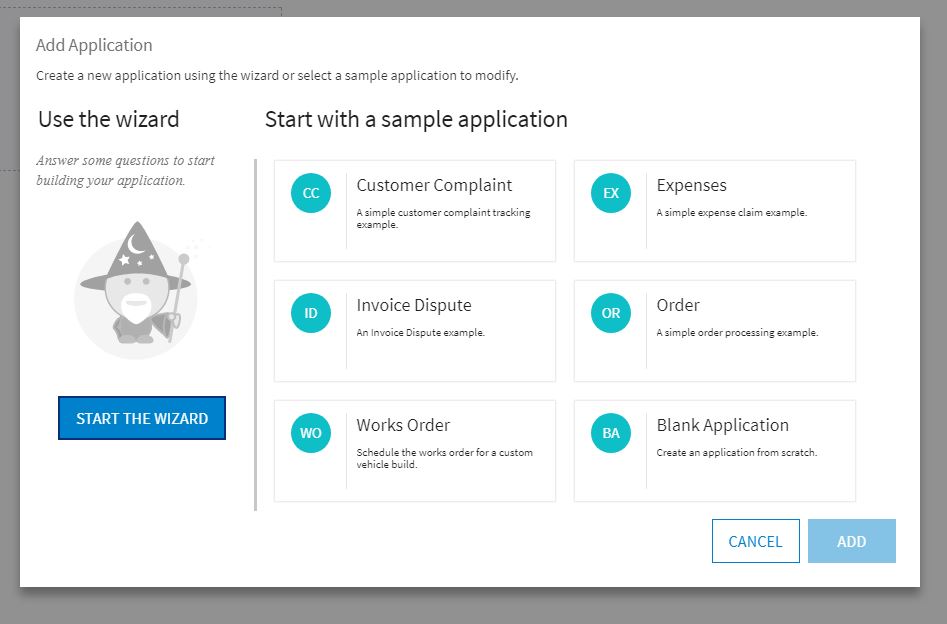 Add Application
Create a new application using the wizard or select a sample application to modify.
Use the wizard
Answer some questions to start
building your application.
START THE WIZARD
Start with a sample application
CC
Customer Complaint
A simple customer complaint tracking
example.
EX
Expenses
A simple expense claim example.
ID
Invoice Dispute
An Invoice Dispute example.
OR
Order
A simple order processing example.
WO
Works Order
Schedule the works order for a custom
vehicle build.
BA
Blank Application
Create an application from scratch.
CANCEL
ADD